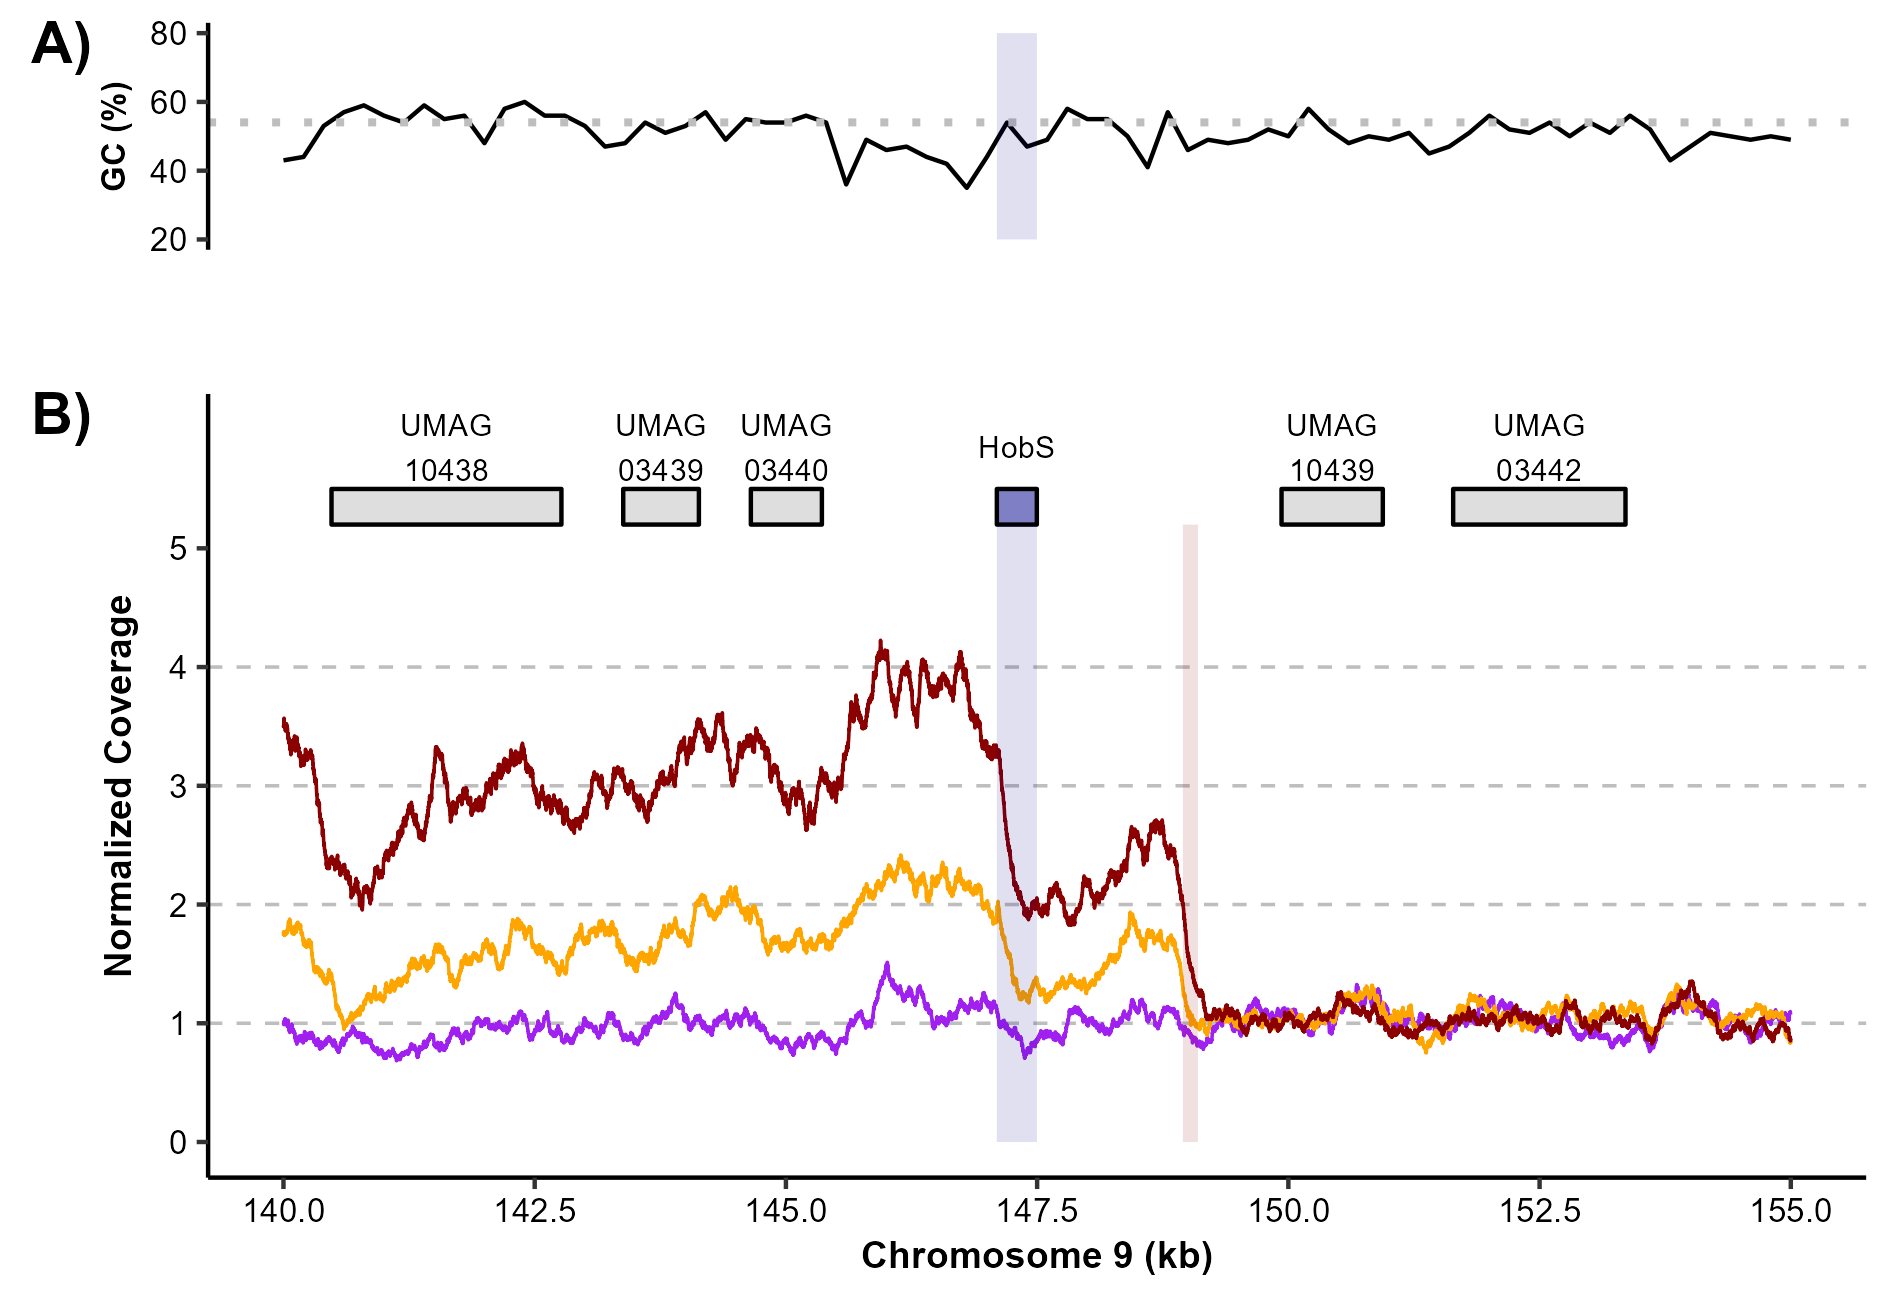 A)
GC (%)
80
60
40
20
B)
UMAG UMAG UMAG HobS UMAG UMAG
10438 03439 03440 10439 03442
Normalized Coverage
5
4
3
2
1
0
140.0 142.5 145.0 147.5 150.0 152.5 155.0
Chromosome 9 (kb)